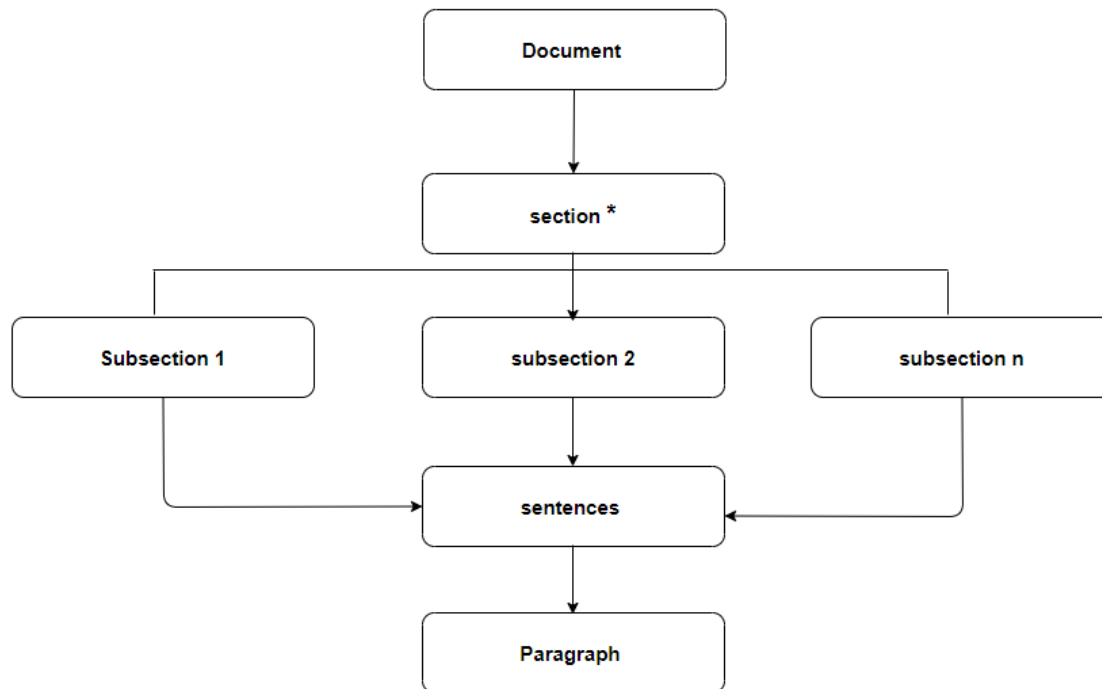 Document
section *
Subsection 1
subsection 2
subsection n
sentences
Paragraph